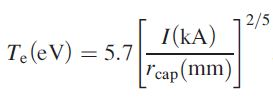 T_e(eV) = 5.7 [ I(kA) / r_cap(mm) ]^{2/5}